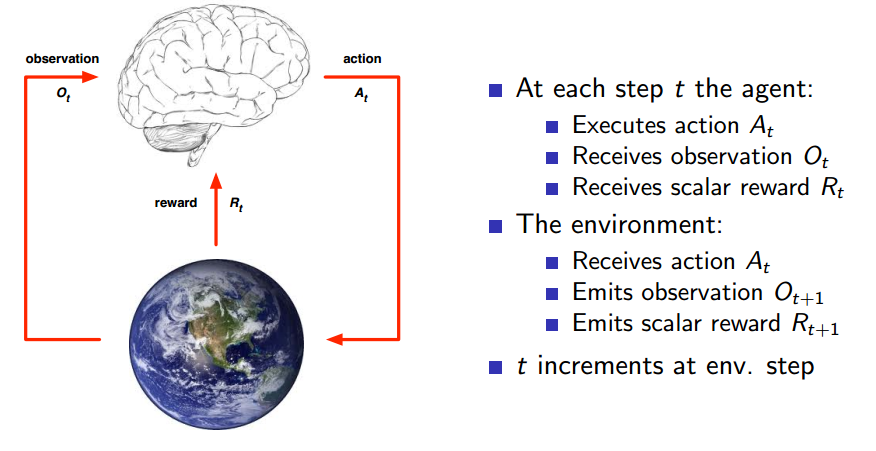 observation
O_t
action
A_t
reward
R_t
At each step t the agent:
Executes action A_t
Receives observation O_t
Receives scalar reward R_t
The environment:
Receives action A_t
Emits observation O_{t+1}
Emits scalar reward R_{t+1}
t increments at env. step